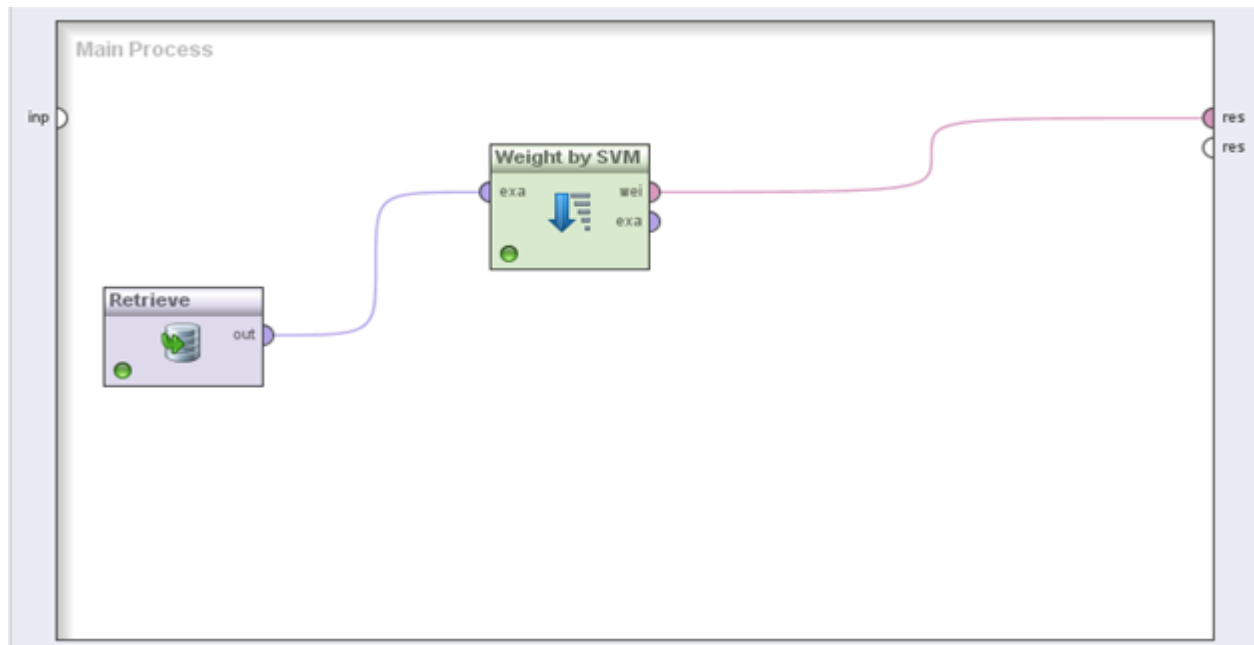 Main Process
inp
res
res
Weight by SVM
exa
wei
exa
Retrieve
out